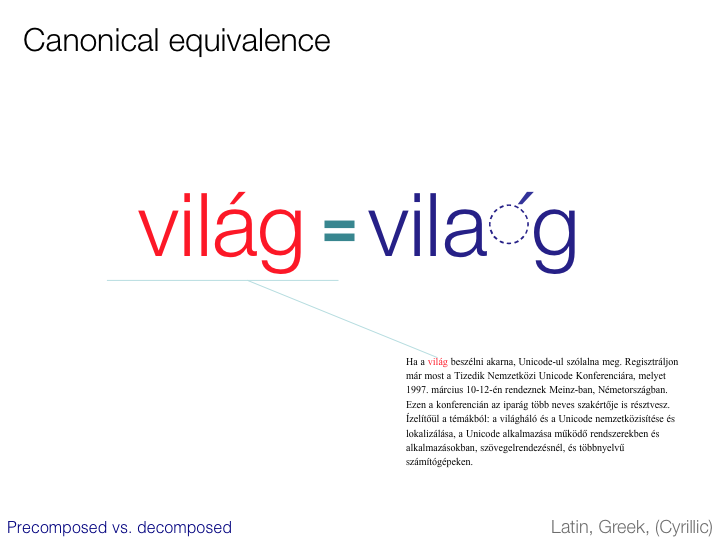 Canonical equivalence
világ = vila◌́g
Ha a világ beszélni akarna, Unicode-ul szólalna meg. Regisztráljon
már most a Tizedik Nemzetközi Unicode Konferenciára, melyet
1997. március 10-12-én rendeznek Meinz-ban, Németországban.
Ezen a konferencián az iparág több neves szakértője is résztvesz.
Ízelítőül a témákból: a világháló és a Unicode nemzetközisítése és
lokalizálása, a Unicode alkalmazása működő rendszerekben és
alkalmazásokban, szövegelrendezésnél, és többnyelvű
számítógépeken.
Precomposed vs. decomposed
Latin, Greek, (Cyrillic)